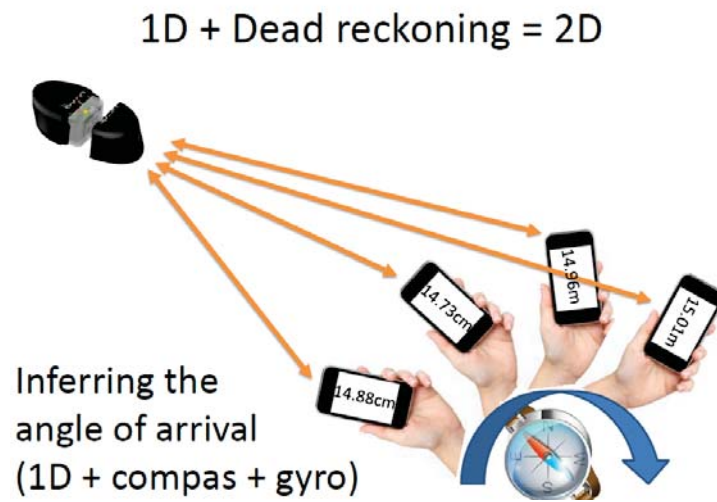 1D + Dead reckoning = 2D
14.96m
14.73cm
15.01m
14.88cm
Inferring the
angle of arrival
(1D + compas + gyro)